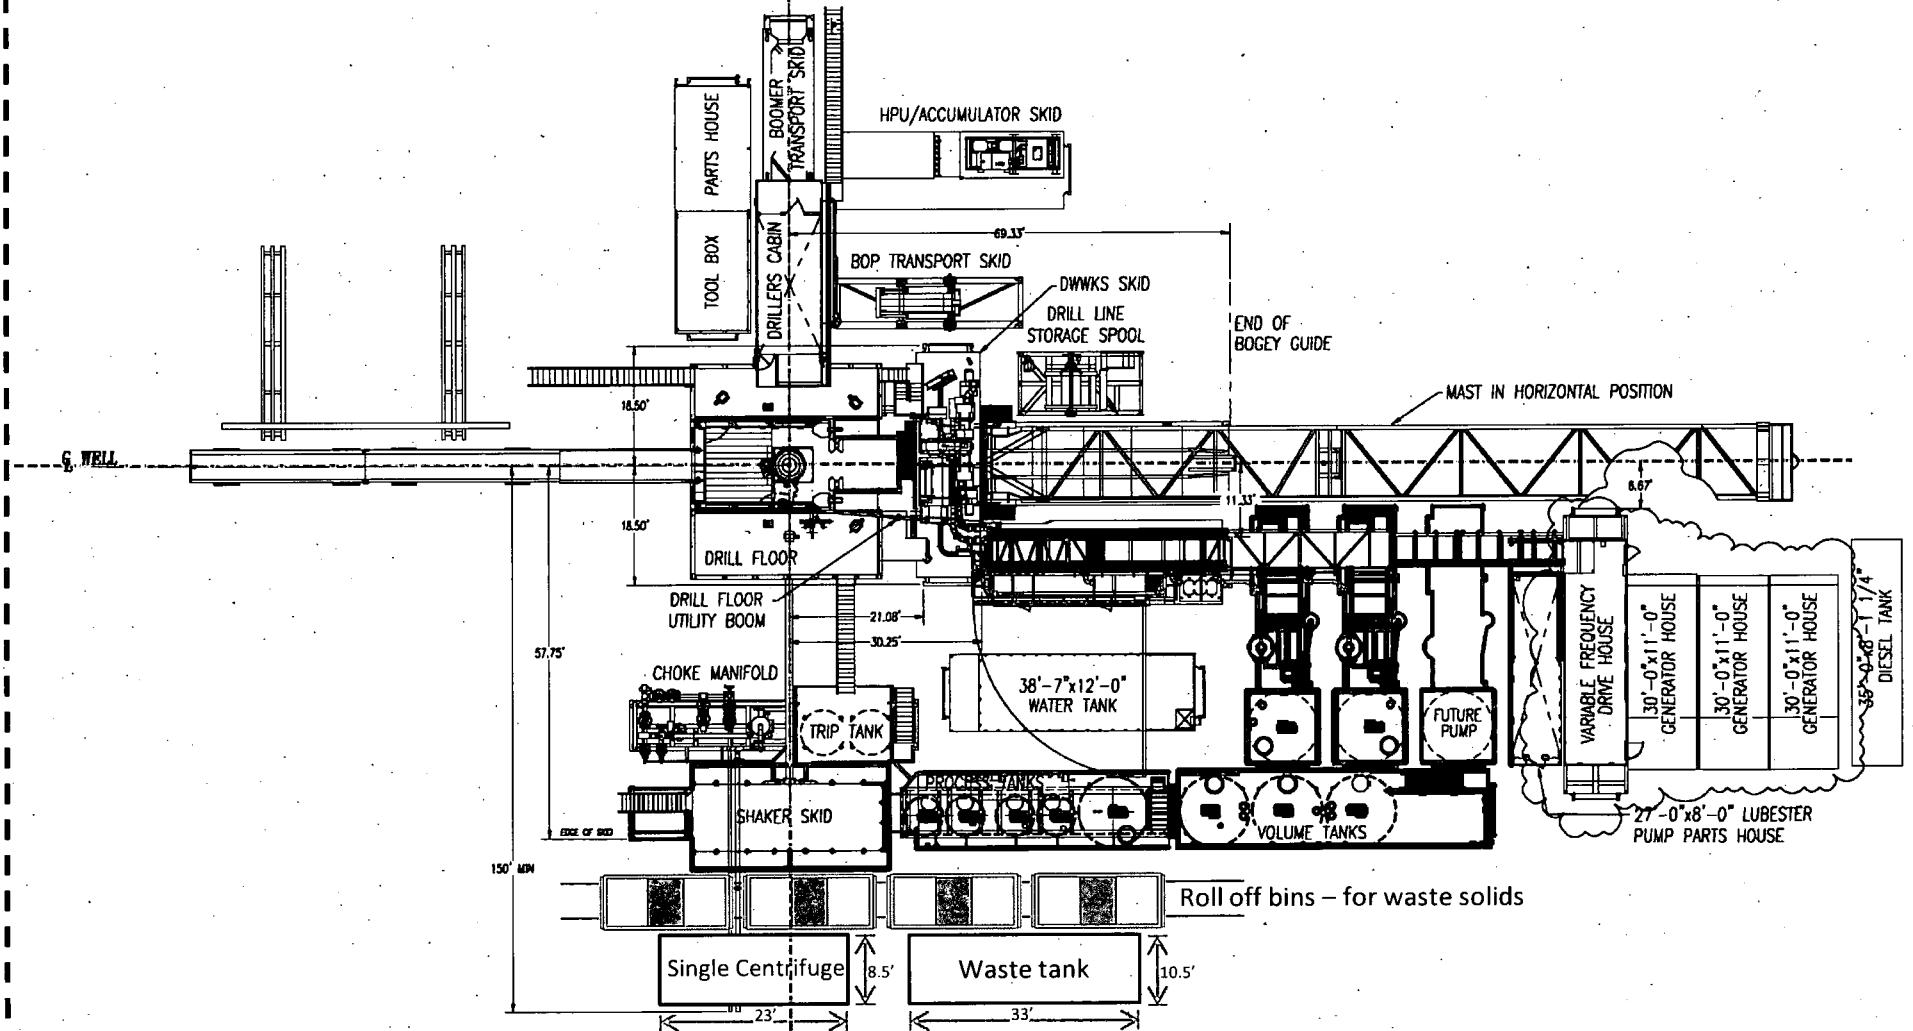 BOOMER
TRANSPORT SKID
PARTS HOUSE
HPU/ACCUMULATOR SKID
TOOL BOX
DRILLERS CABIN
69.33'
BOP TRANSPORT SKID
DWWKS SKID
DRILL LINE
STORAGE SPOOL
END OF
BOGEY GUIDE
MAST IN HORIZONTAL POSITION
18.50'
℄ WELL
11.33'
18.50'
DRILL FLOOR
DRILL FLOOR
UTILITY BOOM
21.08'
30.25'
57.75'
CHOKE MANIFOLD
TRIP TANK
38'-7"x12'-0"
WATER TANK
FUTURE
PUMP
VARIABLE FREQUENCY
DRIVE HOUSE
30'-0"x11'-0"
GENERATOR HOUSE
30'-0"x11'-0"
GENERATOR HOUSE
30'-0"x11'-0"
GENERATOR HOUSE
35'-0"x8'-1 1/4"
DIESEL TANK
PROCESS TANKS
SHAKER SKID
EDGE OF SKID
VOLUME TANKS
27'-0"x8'-0" LUBESTER
PUMP PARTS HOUSE
150' MIN
Roll off bins – for waste solids
Single Centrifuge
8.5'
Waste tank
10.5'
23'
33'